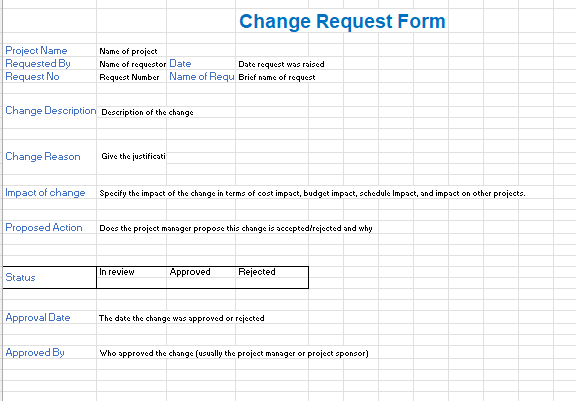 Change Request Form
Project Name Name of project
Requested By Name of requestor Date Date request was raised
Request No Request Number Name of Requ Brief name of request
Change Description Description of the change
Change Reason Give the justificati
Impact of change Specify the impact of the change in terms of cost impact, budget impact, schedule Impact, and impact on other projects.
Proposed Action Does the project manager propose this change is accepted/rejected and why
Status In review Approved Rejected
Approval Date The date the change was approved or rejected
Approved By Who approved the change (usually the project manager or project sponsor)